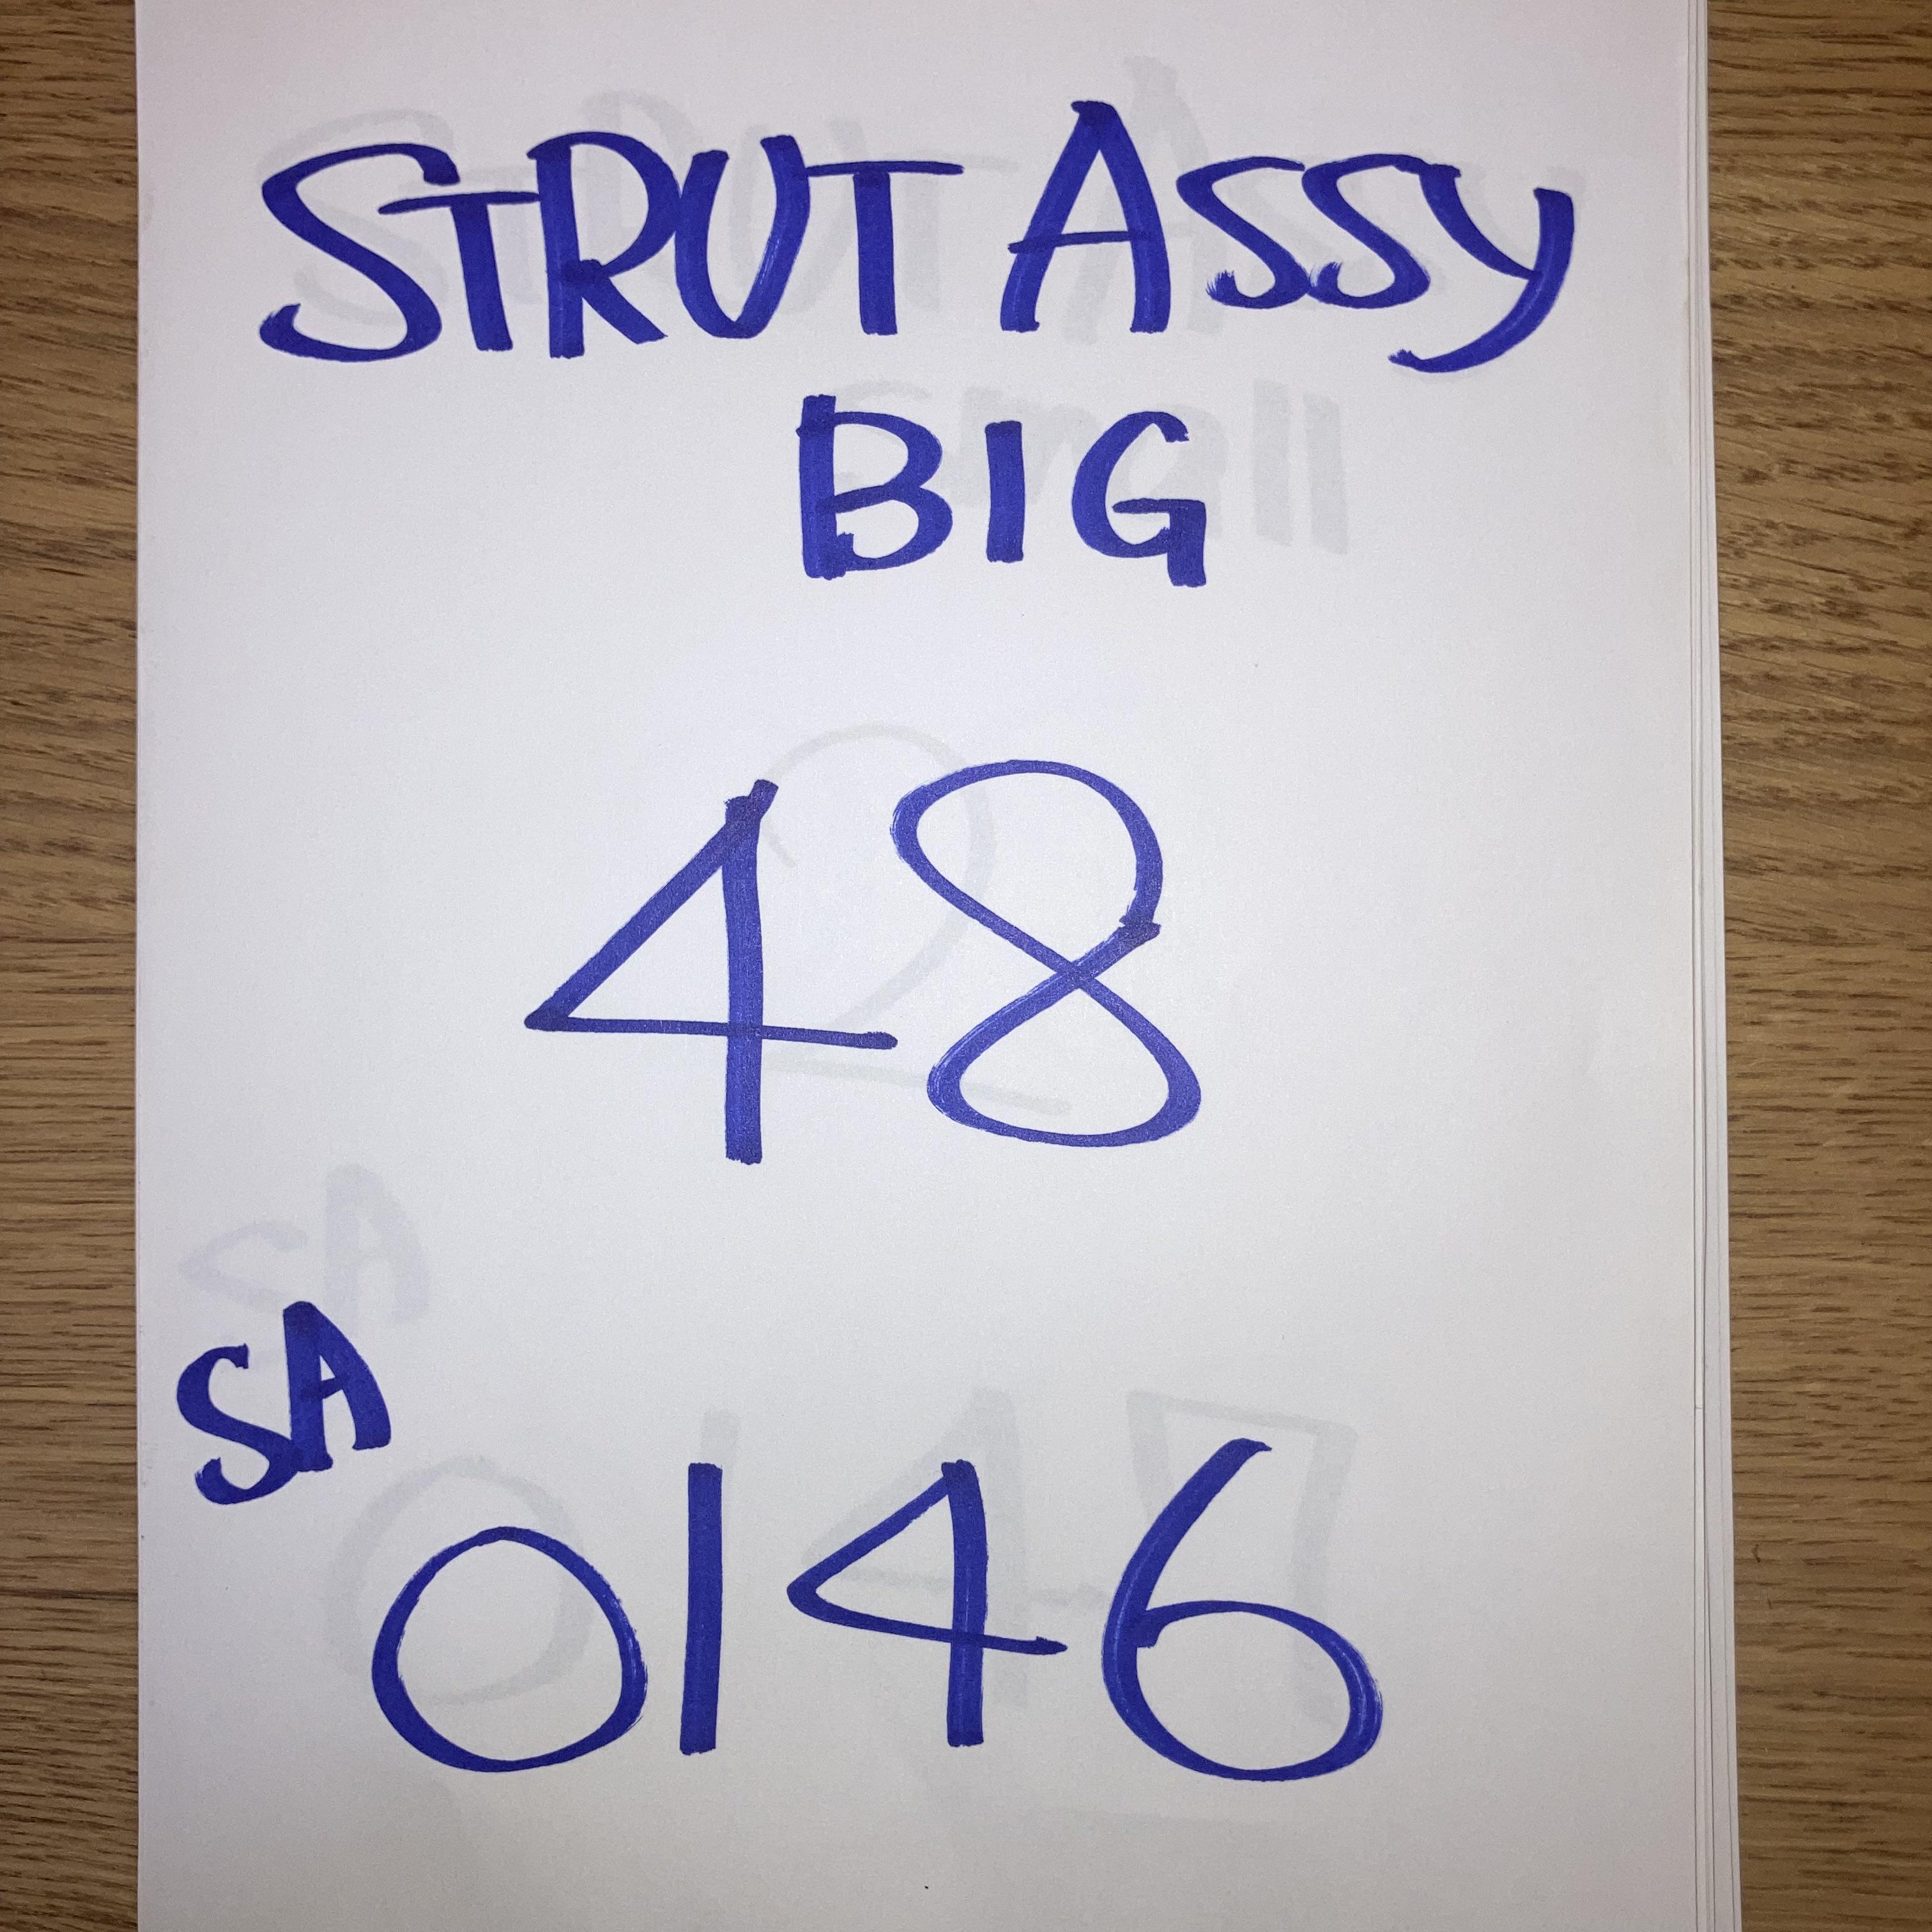 STRUT ASSY
BIG
48
SA
0146